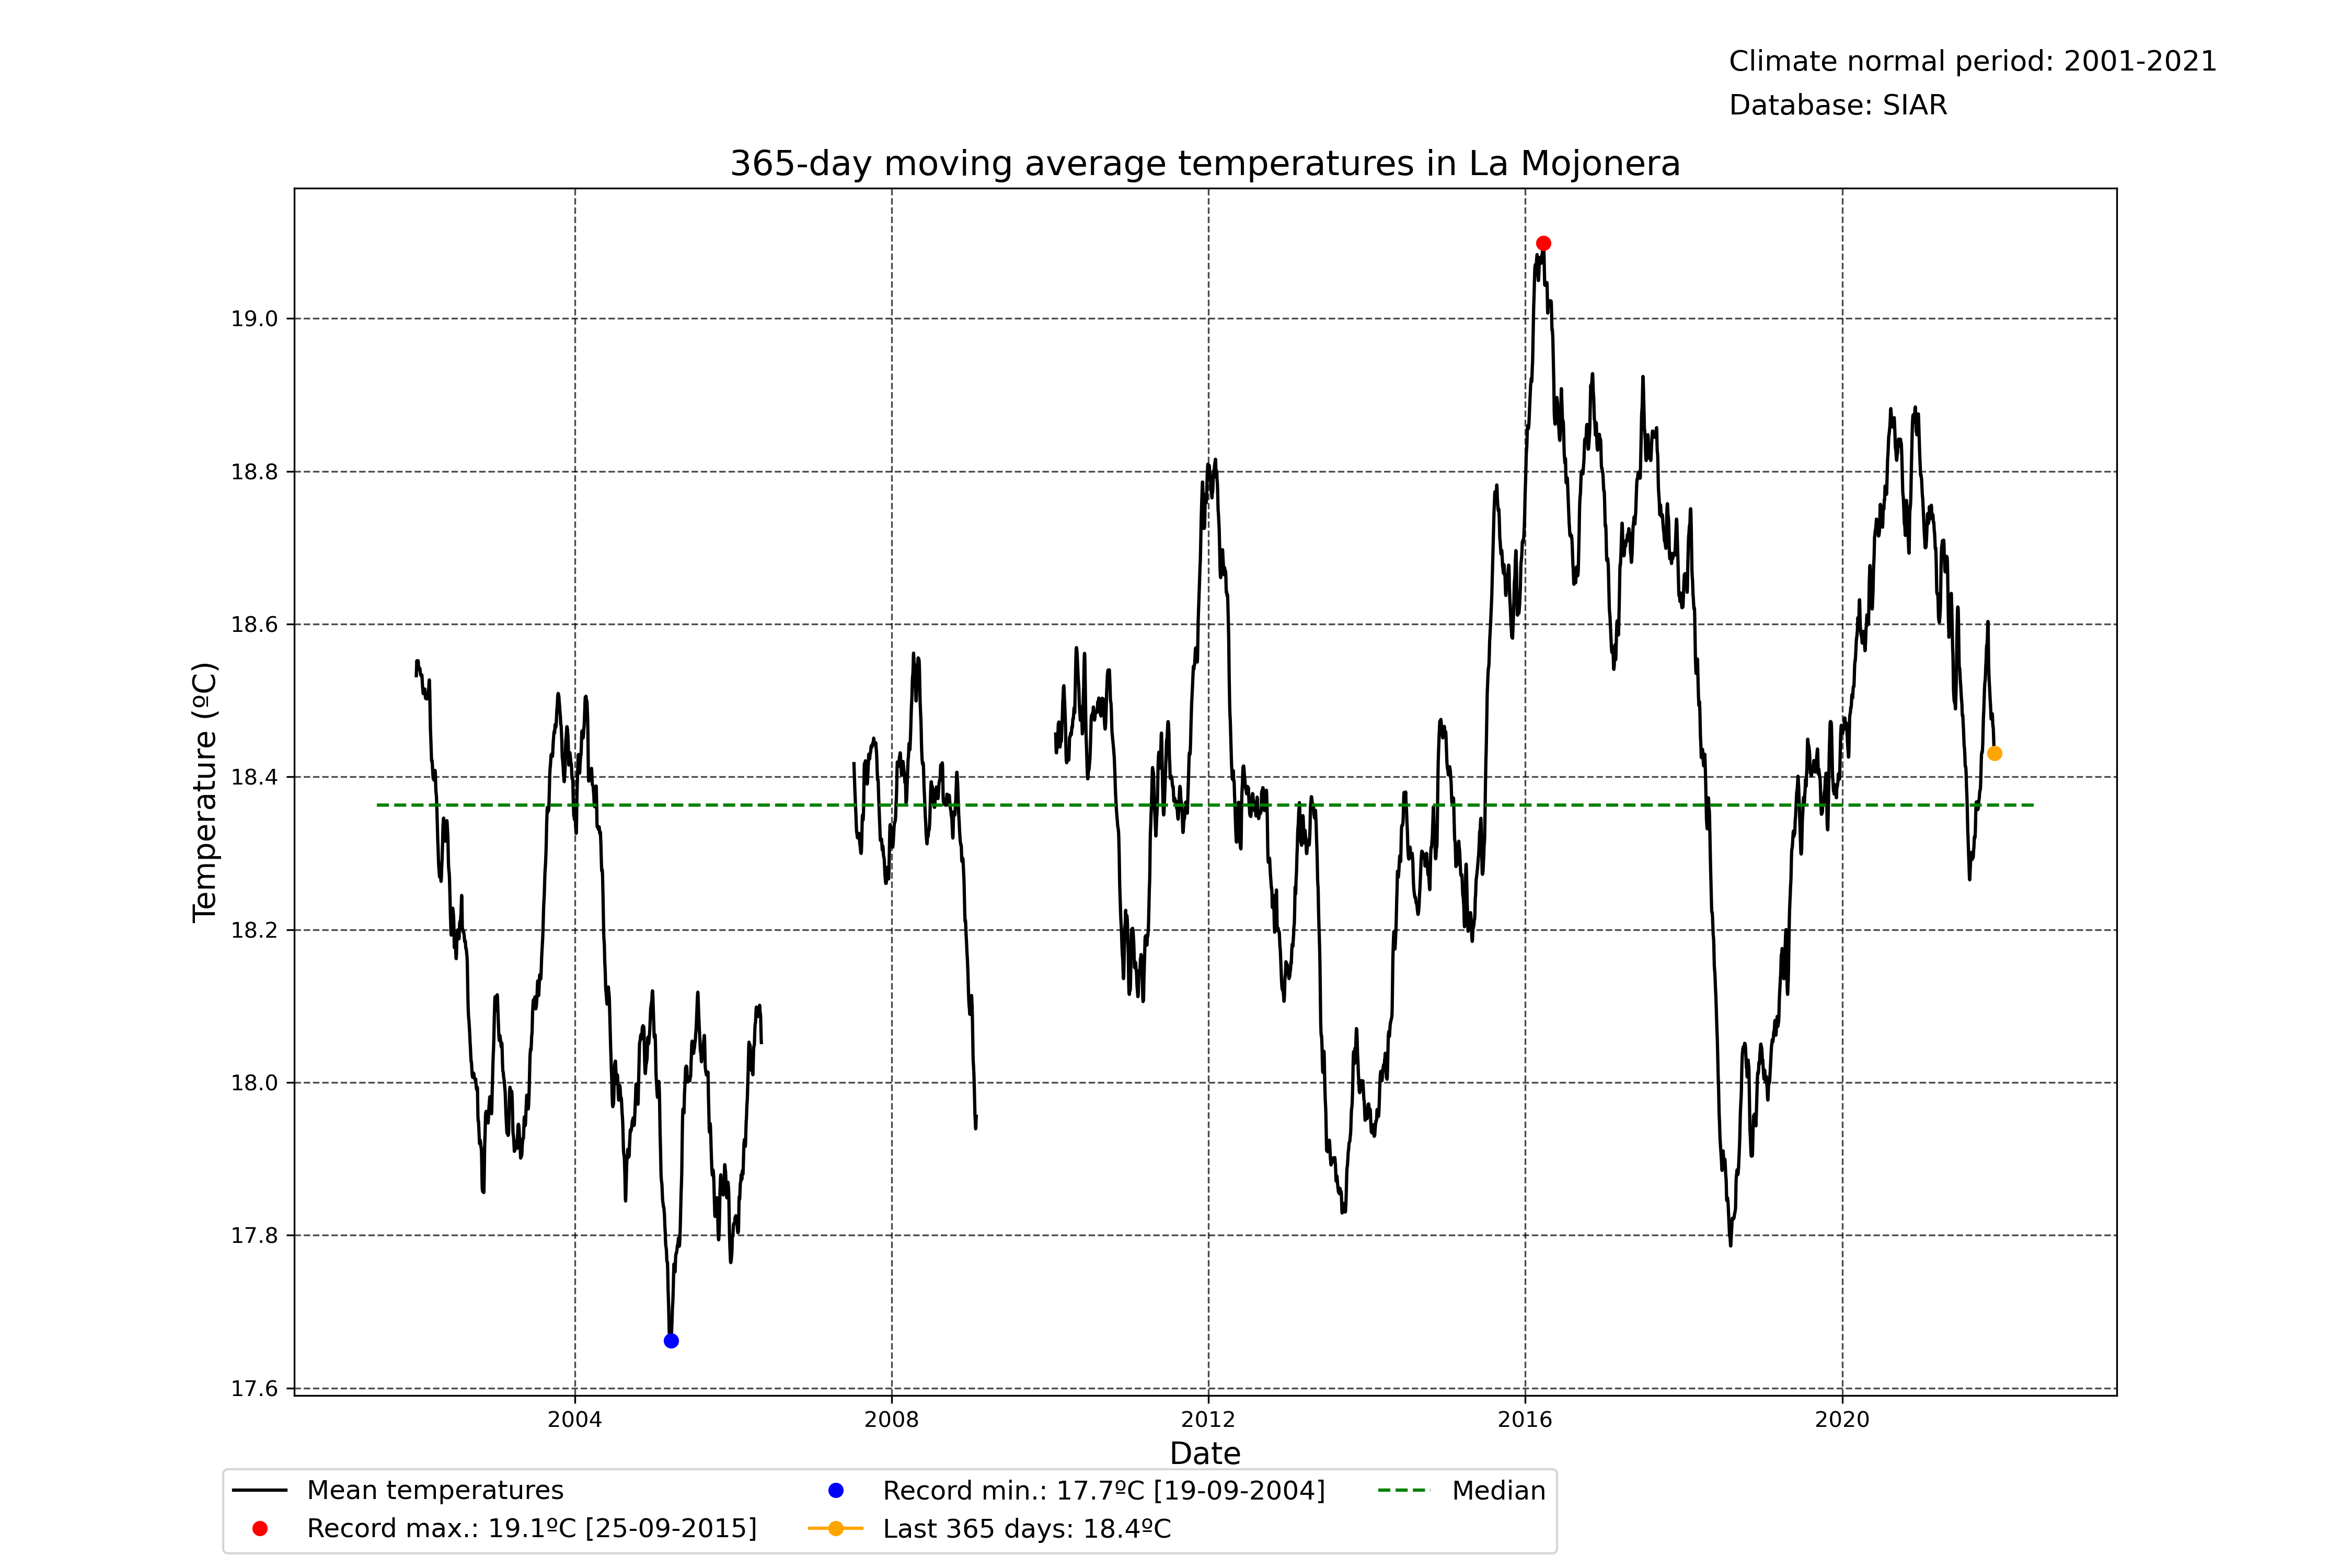 Climate normal period: 2001-2021
Database: SIAR
365-day moving average temperatures in La Mojonera
19.0
18.8
18.6
18.4
18.2
18.0
17.8
17.6
Temperature (ºC)
2004 2008 2012 2016 2020
Date
Mean temperatures
Record max.: 19.1ºC [25-09-2015]
Record min.: 17.7ºC [19-09-2004]
Last 365 days: 18.4ºC
Median